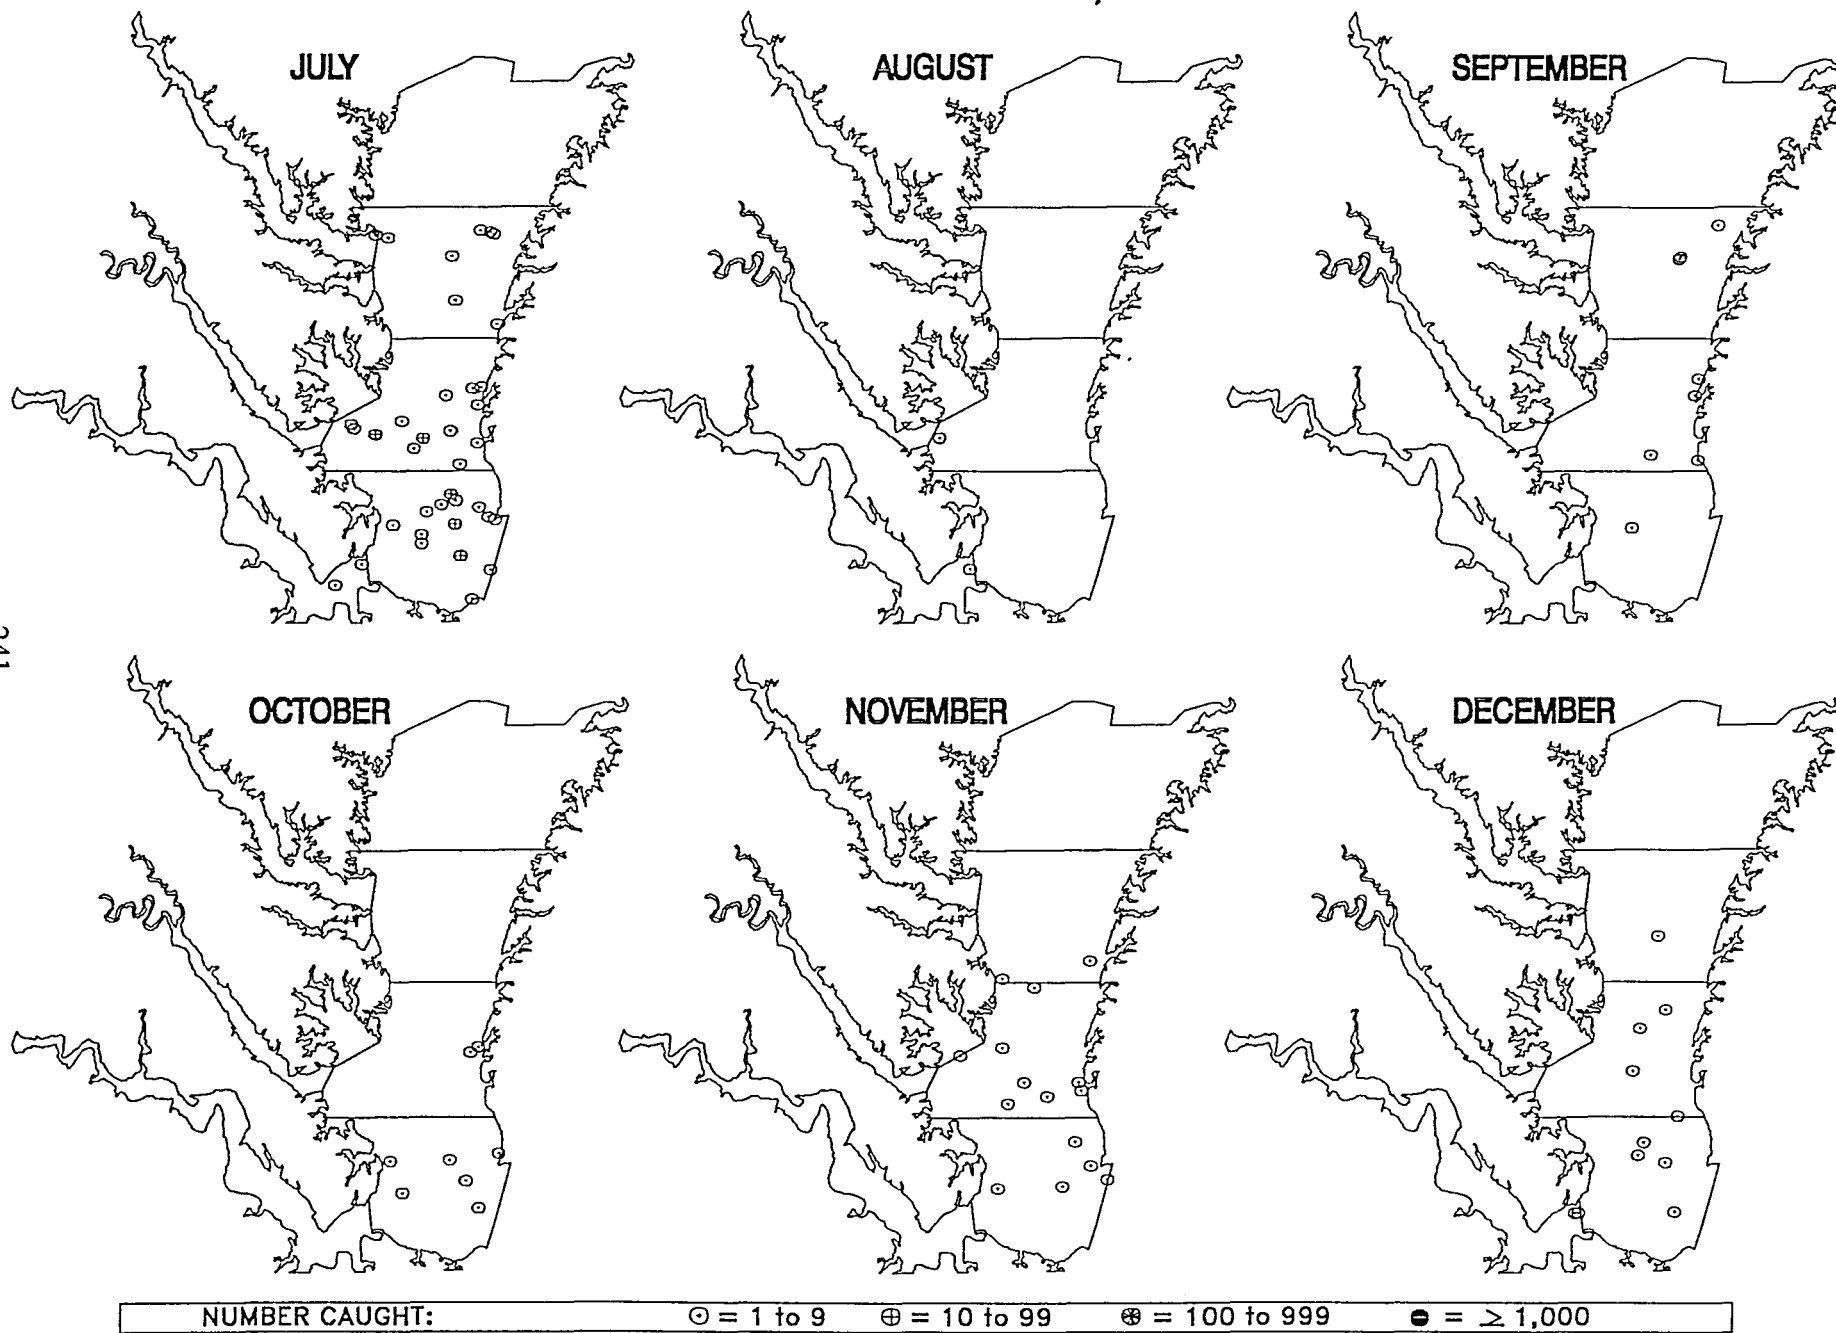 JULY
AUGUST
SEPTEMBER
341
OCTOBER
NOVEMBER
DECEMBER
NUMBER CAUGHT: ⊙ = 1 to 9 ⊕ = 10 to 99 ⊛ = 100 to 999 ⊖ = ≥ 1,000